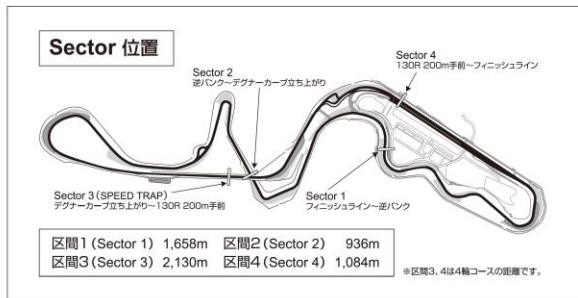 Sector 位置
Sector 4
130R 200m手前～フィニッシュライン
Sector 2
逆バンク～デグナーカーブ立ち上がり
Sector 3 (SPEED TRAP)
デグナーカーブ立ち上がり～130R 200m手前
Sector 1
フィニッシュライン～逆バンク
区間1 (Sector 1) 1,658m 区間2 (Sector 2) 936m
区間3 (Sector 3) 2,130m 区間4 (Sector 4) 1,084m
※区間3、4は4輪コースの距離です。